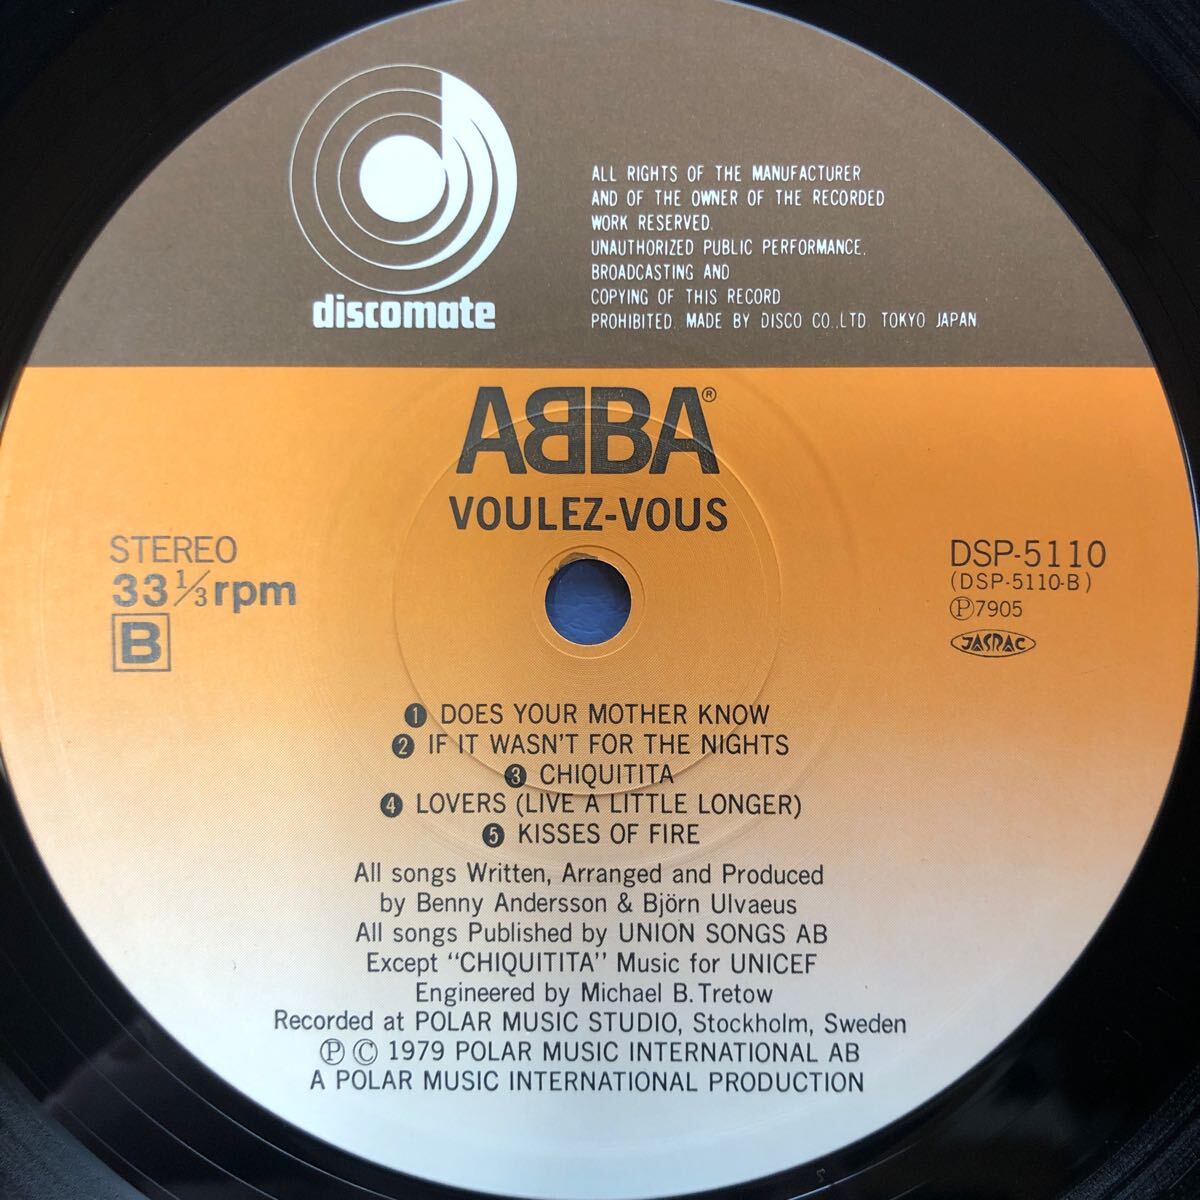 discomate
ALL RIGHTS OF THE MANUFACTURER
AND OF THE OWNER OF THE RECORDED
WORK RESERVED.
UNAUTHORIZED PUBLIC PERFORMANCE,
BROADCASTING AND
COPYING OF THIS RECORD
PROHIBITED. MADE BY DISCO CO.,LTD. TOKYO JAPAN
ABBA®
VOULEZ-VOUS
STEREO
33 1/3 rpm
B
DSP-5110
(DSP-5110-B)
Ⓟ7905
JASRAC
❶ DOES YOUR MOTHER KNOW
❷ IF IT WASN'T FOR THE NIGHTS
❸ CHIQUITITA
❹ LOVERS (LIVE A LITTLE LONGER)
❺ KISSES OF FIRE
All songs Written, Arranged and Produced
by Benny Andersson & Björn Ulvaeus
All songs Published by UNION SONGS AB
Except "CHIQUITITA" Music for UNICEF
Engineered by Michael B. Tretow
Recorded at POLAR MUSIC STUDIO, Stockholm, Sweden
Ⓟ Ⓒ 1979 POLAR MUSIC INTERNATIONAL AB
A POLAR MUSIC INTERNATIONAL PRODUCTION